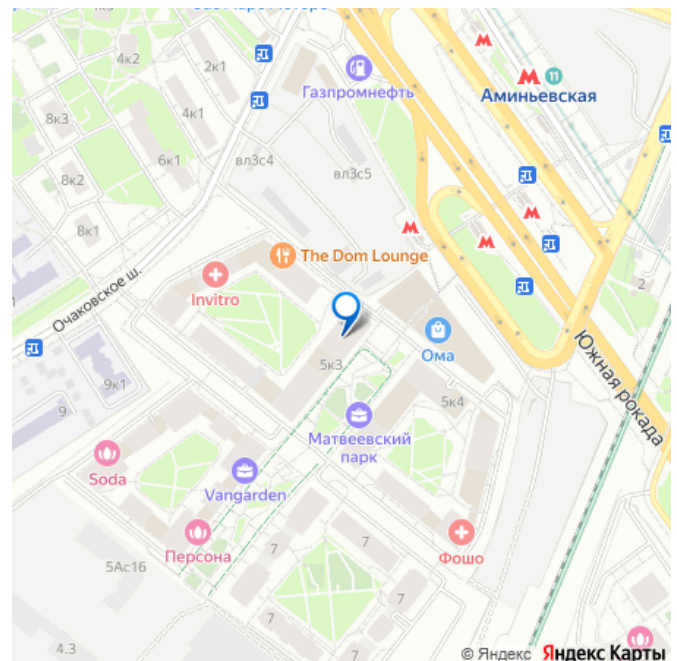 4к2
2к1
4к1
8к3
6к1
8к2
8к1
вл3с4
вл3с5
Газпромнефть
М
М 11
Аминьевская
М
М
М
2
The Dom Lounge
Invitro
Очаковское ш.
Ома
Южная рокада
5к3
5к4
9к1
9
Матвеевский
парк
Soda
Vangarden
Персона
Фошо
5Ас16
7
7
7
7
4.3
© Яндекс Яндекс Карты